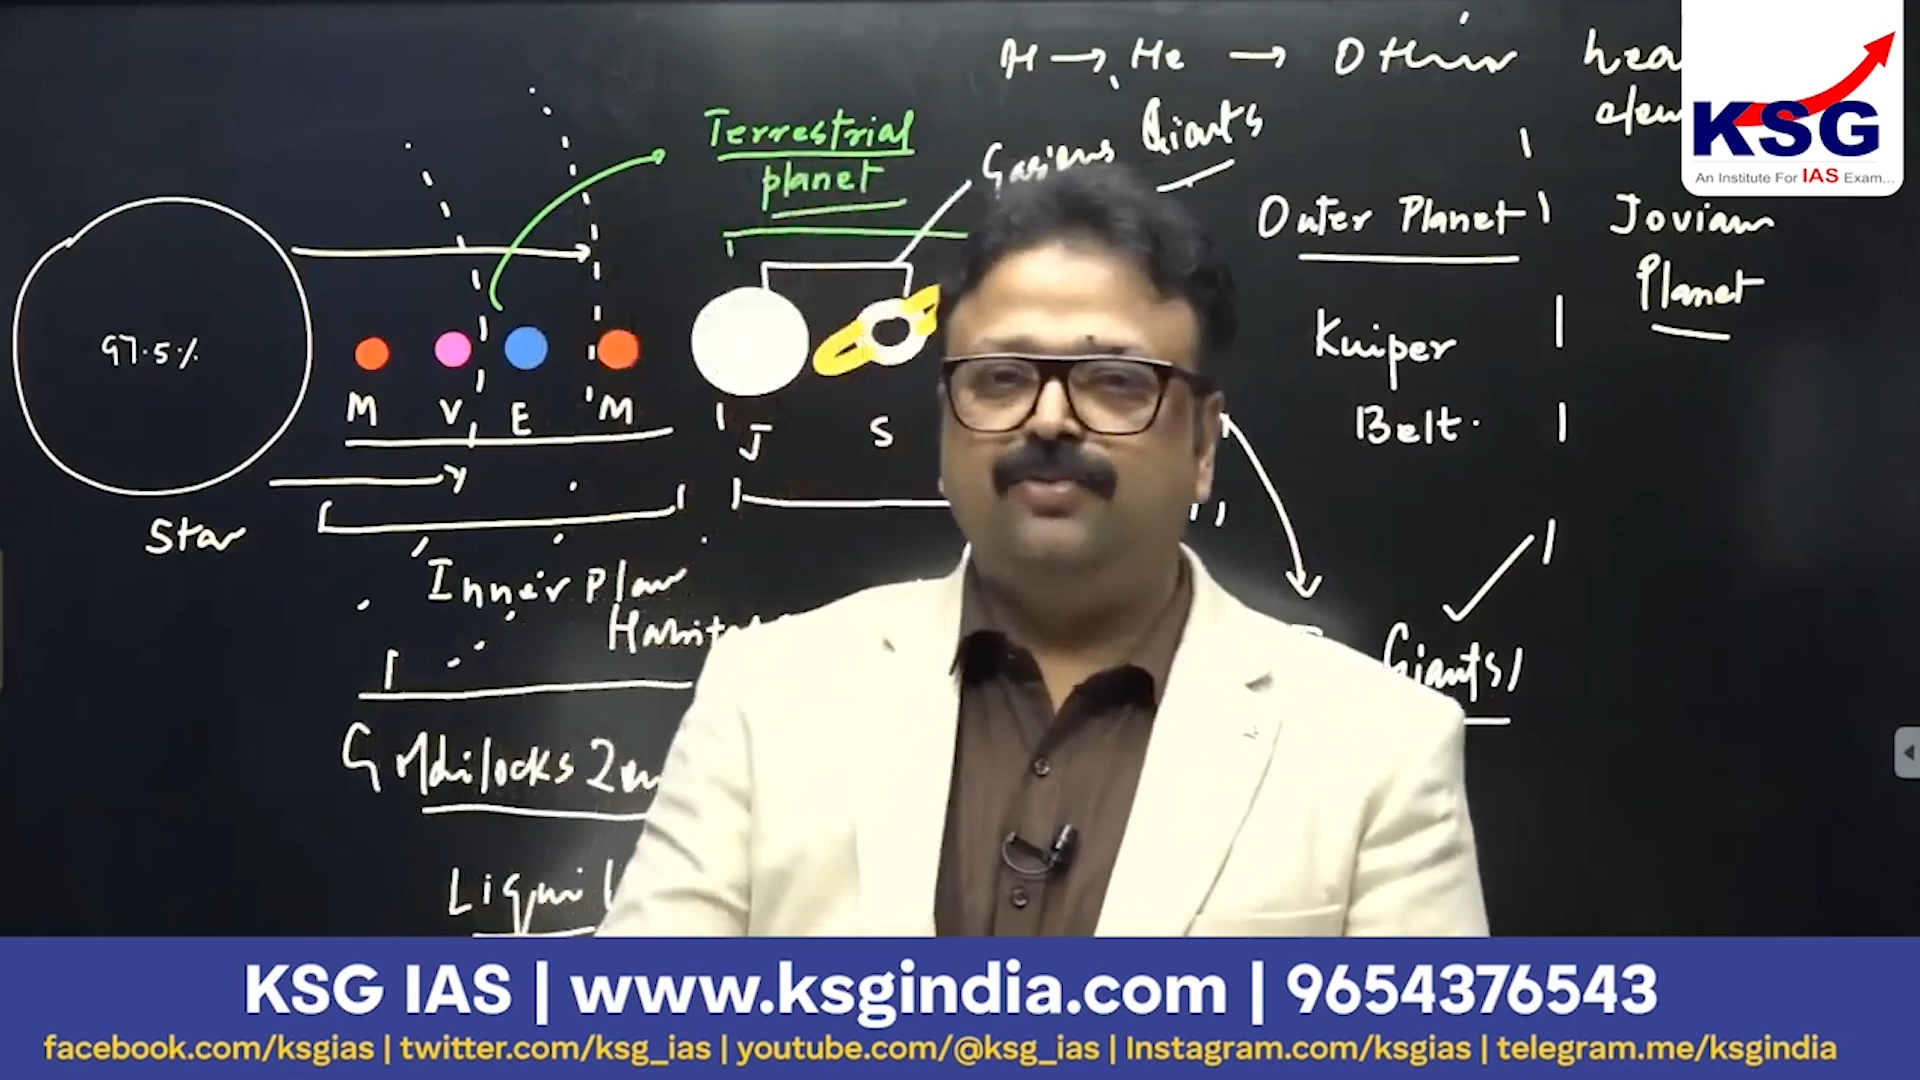 H → He → Other
KSG
An Institute For IAS Exam...
Terrestrial
planet
Giants
Outer Planet
Jovian
Planet
97.5%
Kuiper
Belt.
M V E M
J S
Star
Inner
Giants
Goldilocks
KSG IAS | www.ksgindia.com | 9654376543
facebook.com/ksgias | twitter.com/ksg_ias | youtube.com/@ksg_ias | Instagram.com/ksgias | telegram.me/ksgindia